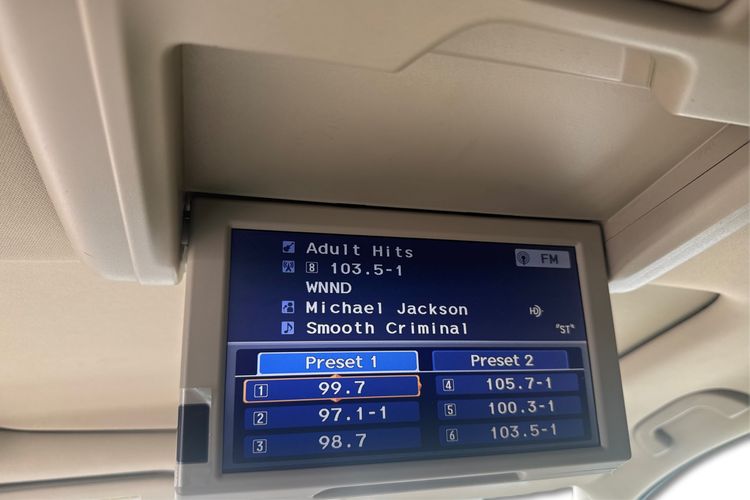 Adult Hits
FM
8 103.5-1
WNND
Michael Jackson
HD
Smooth Criminal
"ST"
Preset 1 Preset 2
1 99.7
4 105.7-1
2 97.1-1
5 100.3-1
3 98.7
6 103.5-1